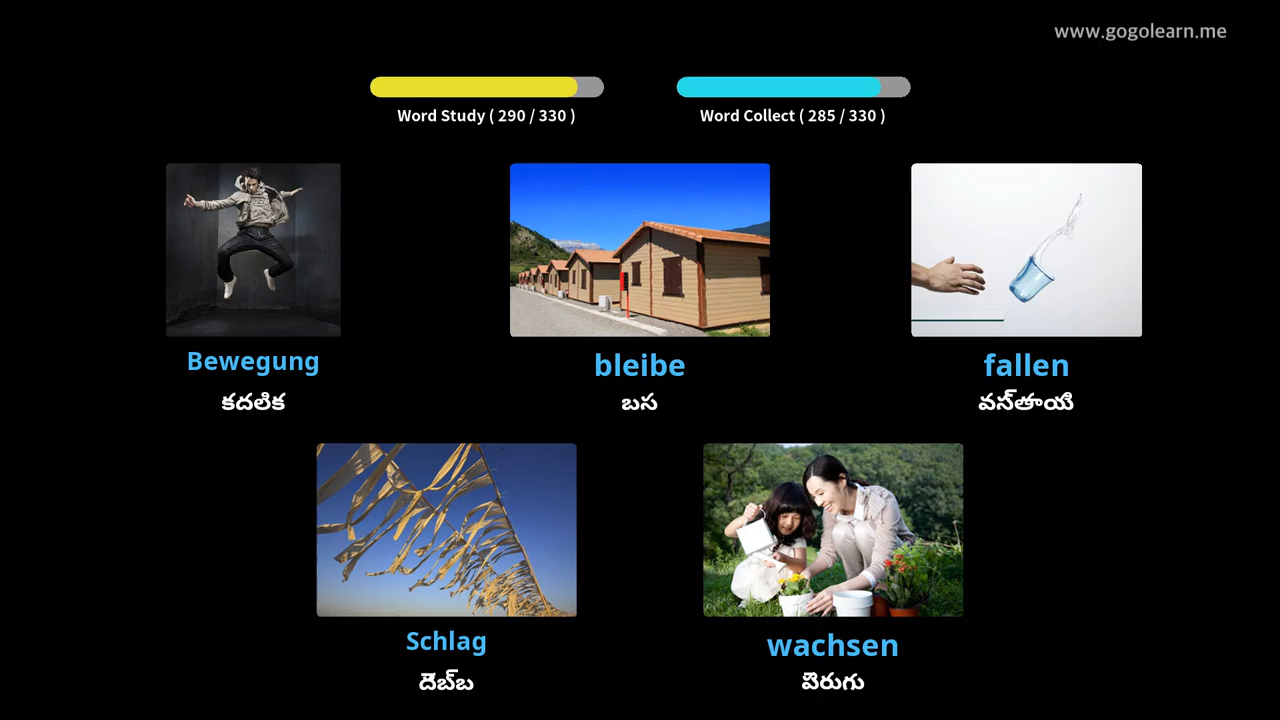 www.gogolearn.me
Word Study ( 290 / 330 )
Word Collect ( 285 / 330 )
Bewegung
కదలిక
bleibe
బస
fallen
వస్తాయి
Schlag
దెబ్బ
wachsen
పెరుగు